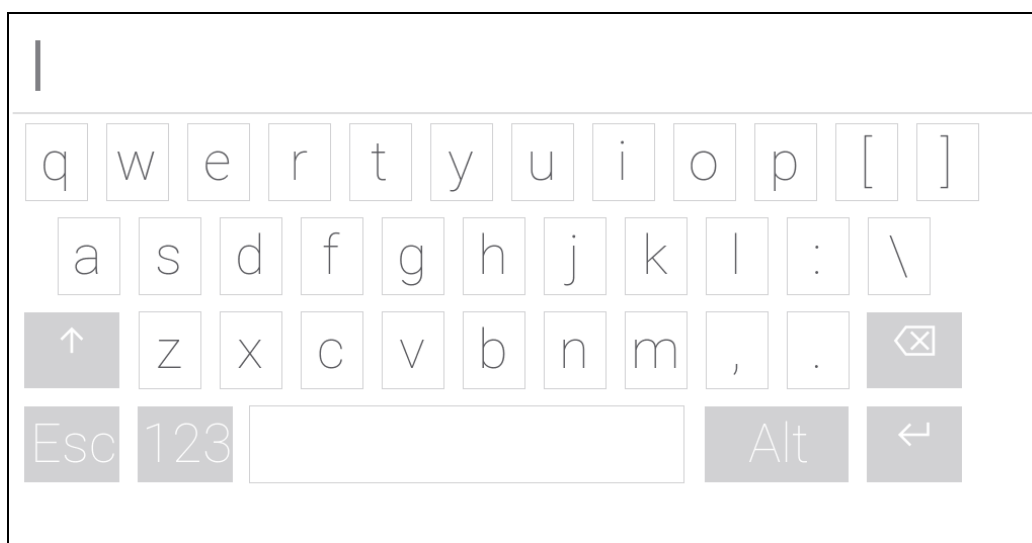 q w e r t y u i o p [ ]
a s d f g h j k l : \
↑ z x c v b n m , . ⌫
Esc 123 Alt ↵